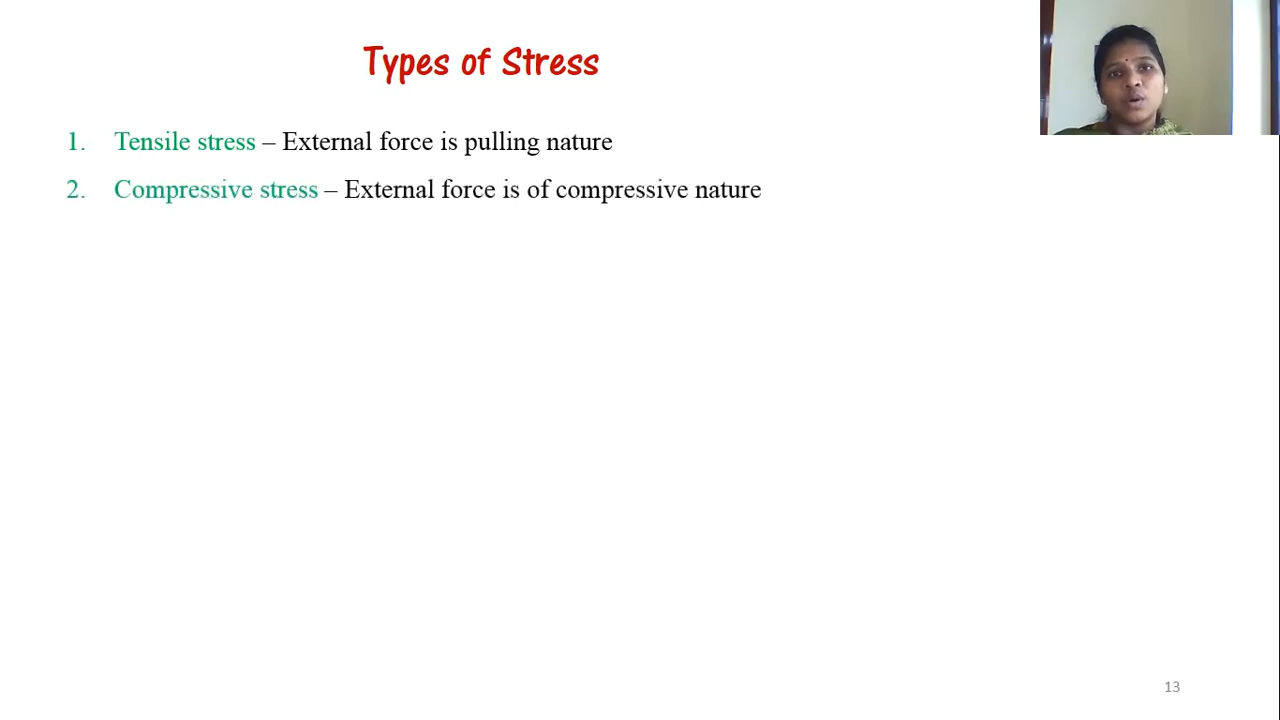 Types of Stress
1. Tensile stress – External force is pulling nature
2. Compressive stress – External force is of compressive nature
13